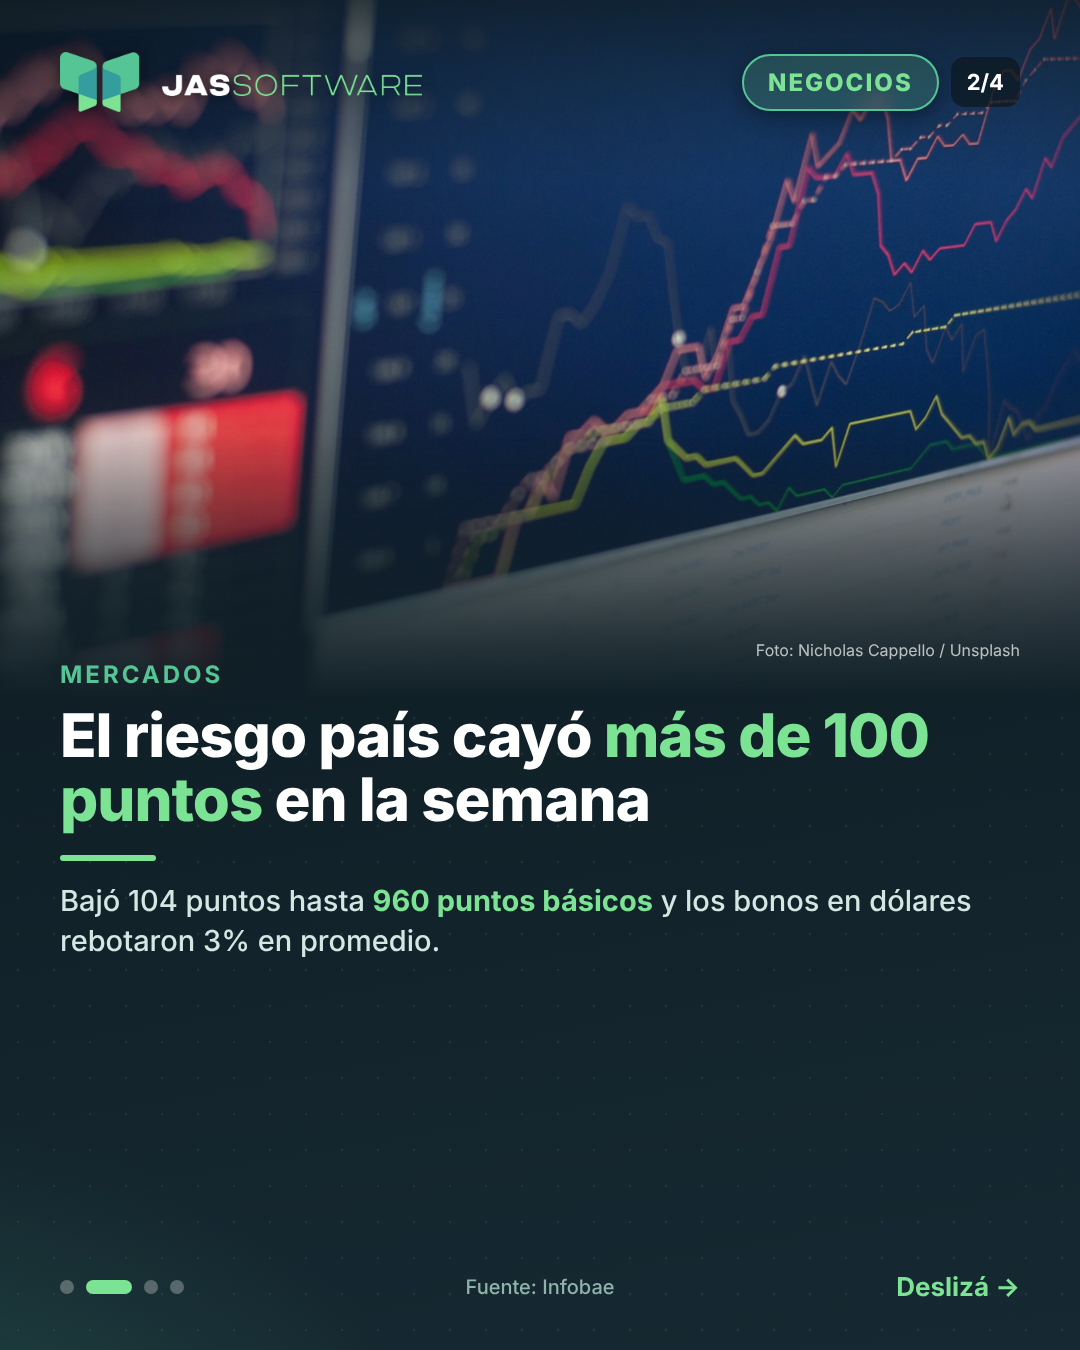 JASSOFTWARE
NEGOCIOS
2/4
Foto: Nicholas Cappello / Unsplash
MERCADOS
El riesgo país cayó más de 100
puntos en la semana
Bajó 104 puntos hasta 960 puntos básicos y los bonos en dólares
rebotaron 3% en promedio.
Fuente: Infobae
Deslizá →